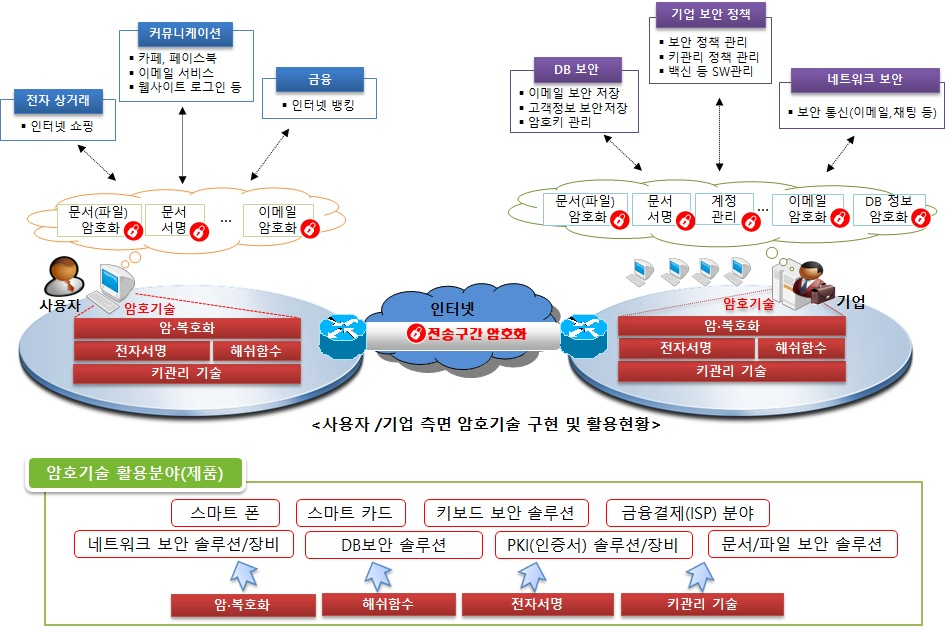 커뮤니케이션
▪ 카페, 페이스북
▪ 이메일 서비스
▪ 웹사이트 로그인 등
금융
▪ 인터넷 뱅킹
전자 상거래
▪ 인터넷 쇼핑
기업 보안 정책
▪ 보안 정책 관리
▪ 키관리 정책 관리
▪ 백신 등 SW관리
DB 보안
▪ 이메일 보안 저장
▪ 고객정보 보안저장
▪ 암호키 관리
네트워크 보안
▪ 보안 통신(이메일,채팅 등)
문서(파일)
암호화
문서
서명
...
이메일
암호화
문서(파일)
암호화
문서
서명
계정
관리
...
이메일
암호화
DB 정보
암호화
사용자
암호기술
암·복호화
전자서명
해쉬함수
키관리 기술
인터넷
전송구간 암호화
기업
암호기술
암·복호화
전자서명
해쉬함수
키관리 기술
<사용자 /기업 측면 암호기술 구현 및 활용현황>
암호기술 활용분야(제품)
스마트 폰
스마트 카드
키보드 보안 솔루션
금융결제(ISP) 분야
네트워크 보안 솔루션/장비
DB보안 솔루션
PKI(인증서) 솔루션/장비
문서/파일 보안 솔루션
암·복호화
해쉬함수
전자서명
키관리 기술